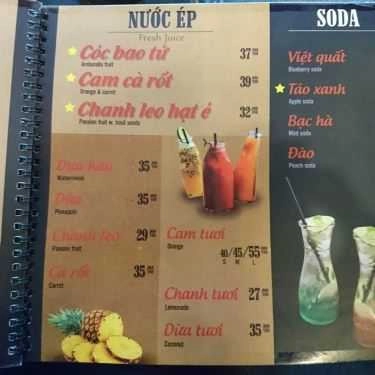 NƯỚC ÉP
Fresh Juice
Cóc bao tử 37
Ambarella fruit
Cam cà rốt 39
Orange & carrot
Chanh leo hạt é 32
Passion fruit w. basil seeds
Dưa hấu 35
Watermelon
Dứa 35
Pineapple
Chanh leo 29
Passion fruit
Cà rốt 35
Carrot
Cam tươi
Orange
40/45/55
S M L
Chanh tươi 27
Lemonade
Dừa tươi 35
Coconut
SODA
Việt quất
Blueberry soda
Táo xanh
Apple soda
Bạc hà
Mint soda
Đào
Peach soda